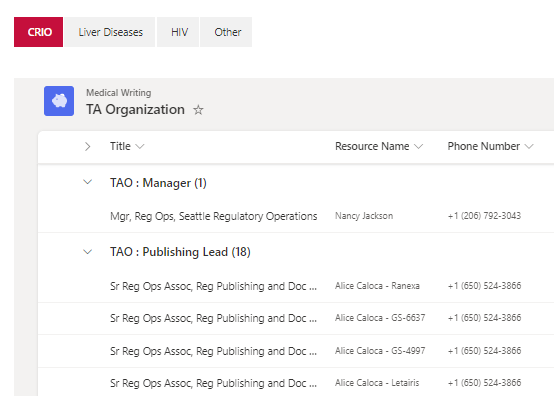 CRIO Liver Diseases HIV Other
Medical Writing
TA Organization
Title Resource Name Phone Number
TAO : Manager (1)
Mgr, Reg Ops, Seattle Regulatory Operations Nancy Jackson +1 (206) 792-3043
TAO : Publishing Lead (18)
Sr Reg Ops Assoc, Reg Publishing and Doc ... Alice Caloca - Ranexa +1 (650) 524-3866
Sr Reg Ops Assoc, Reg Publishing and Doc ... Alice Caloca - GS-6637 +1 (650) 524-3866
Sr Reg Ops Assoc, Reg Publishing and Doc ... Alice Caloca - GS-4997 +1 (650) 524-3866
Sr Reg Ops Assoc, Reg Publishing and Doc ... Alice Caloca - Letairis +1 (650) 524-3866